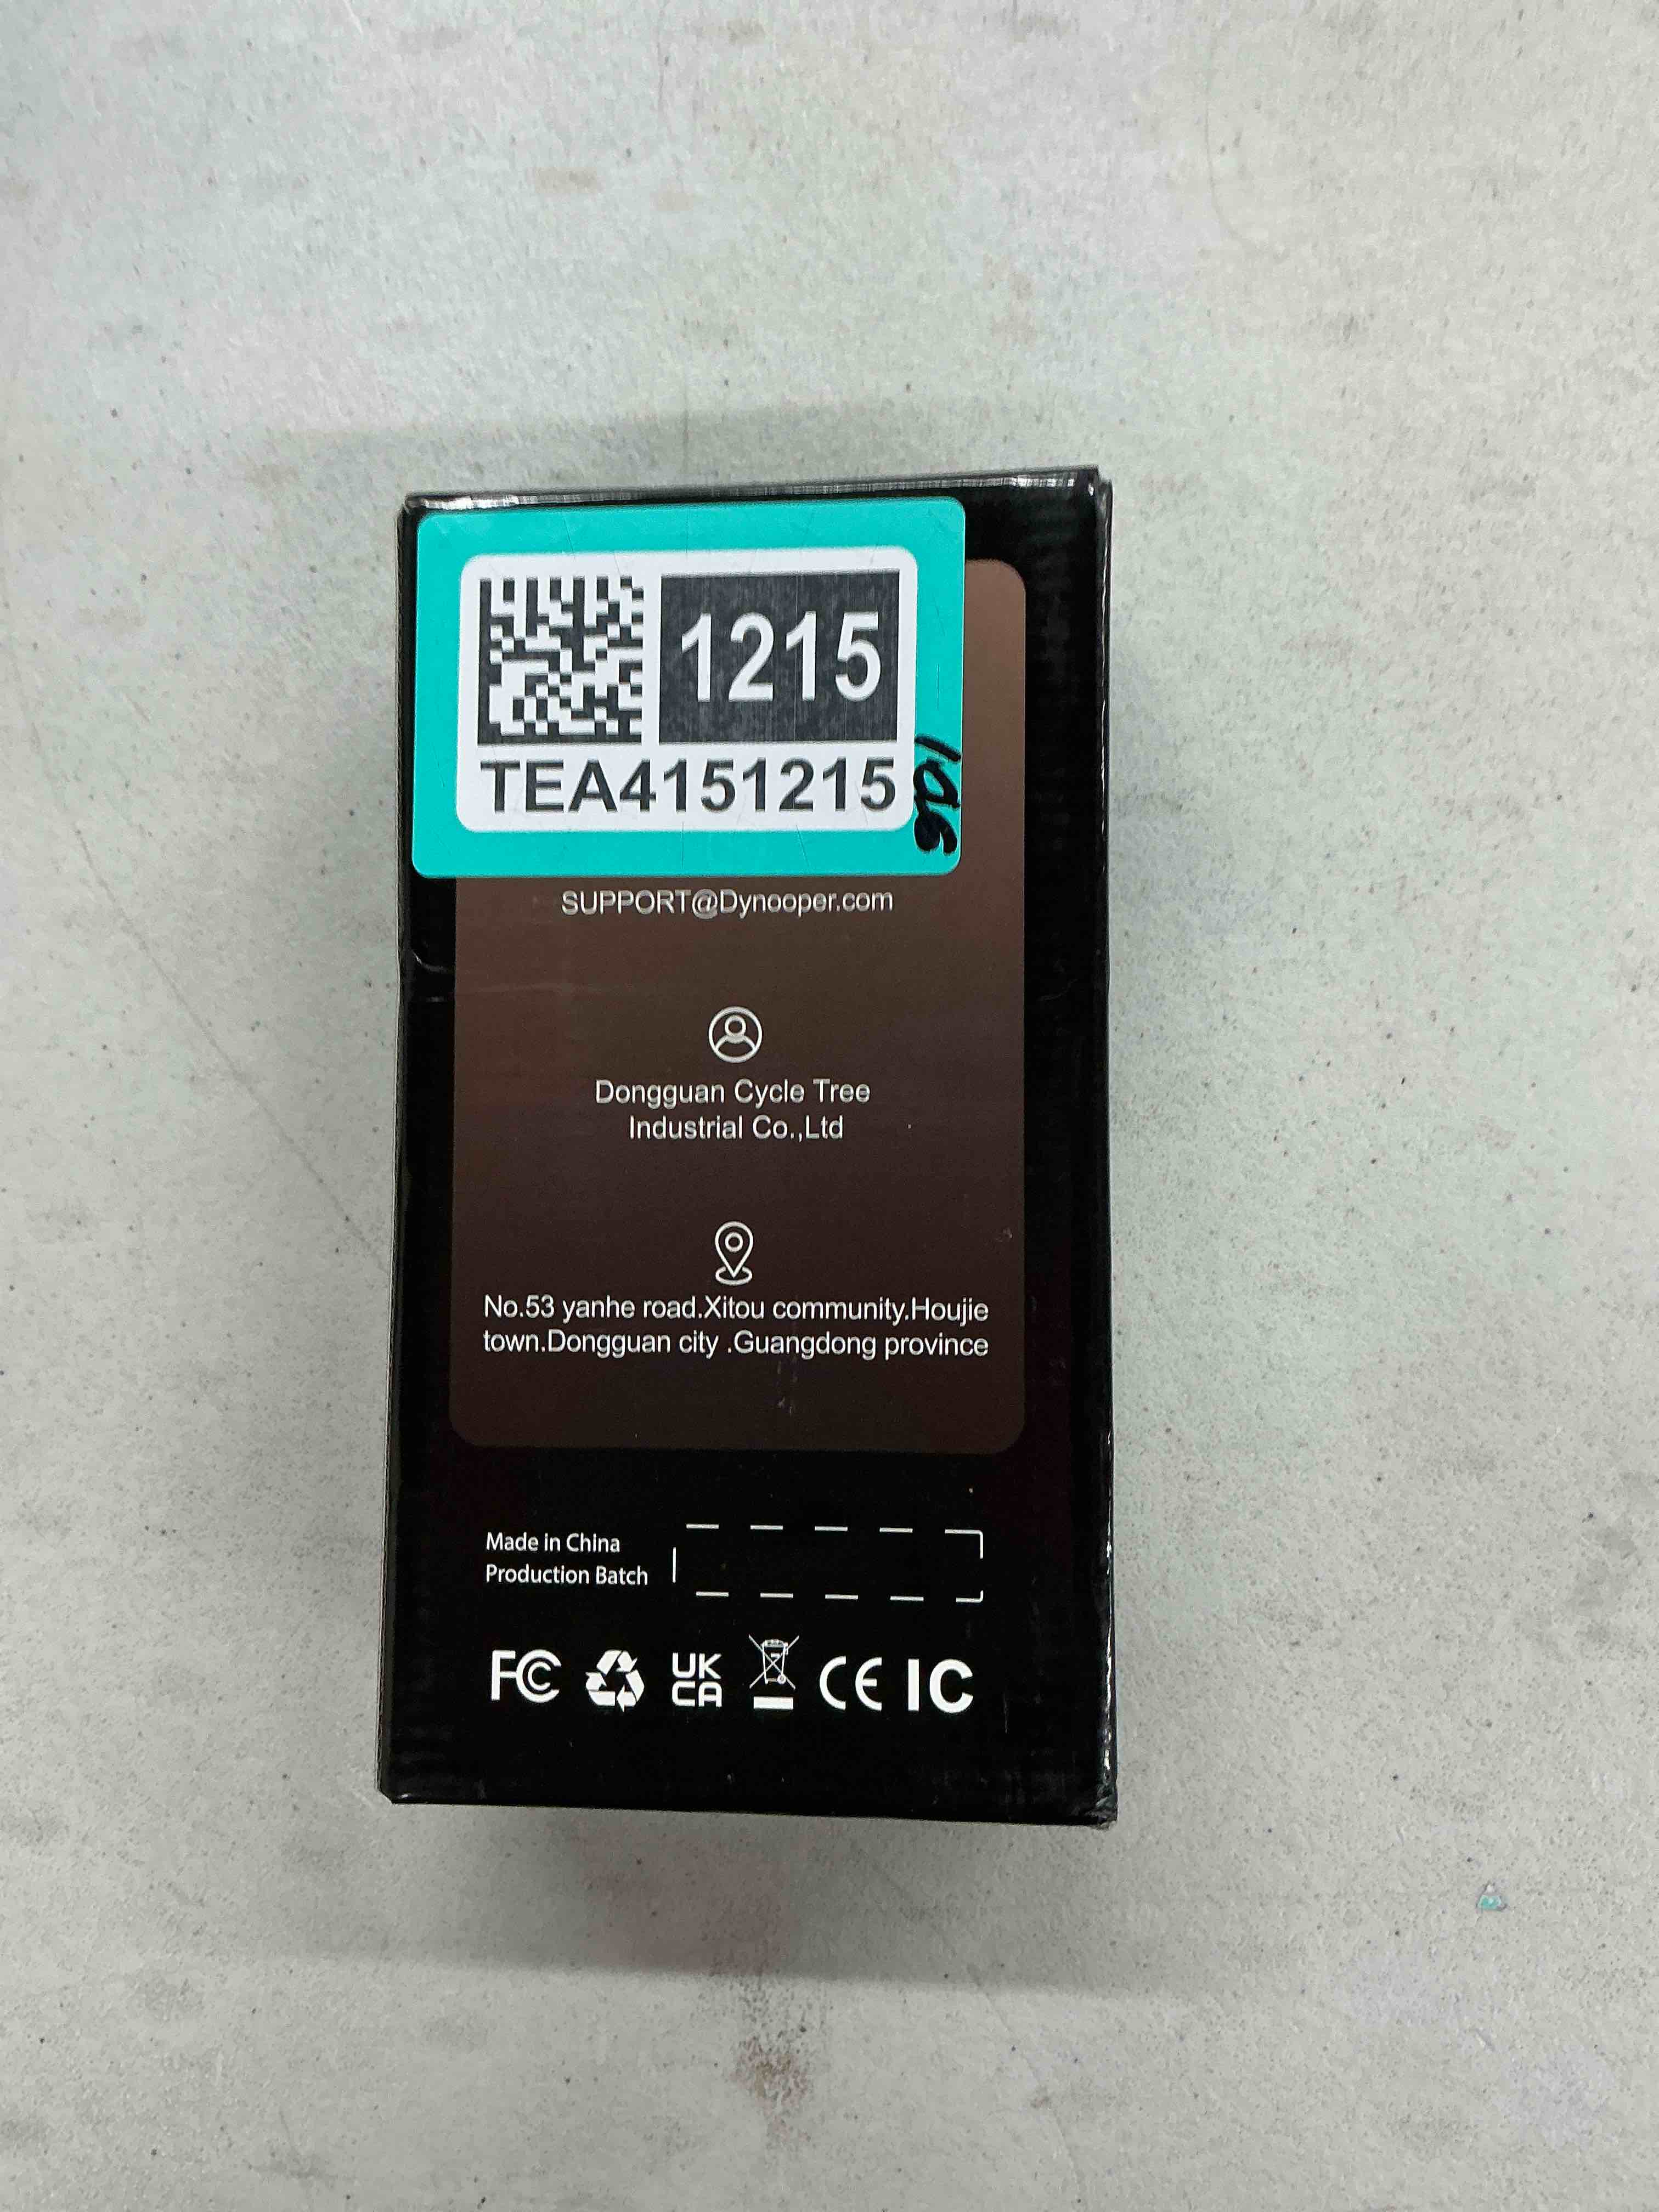 1215
TEA4151215
SUPPORT@Dynooper.com
Dongguan Cycle Tree
Industrial Co.,Ltd
No.53 yanhe road.Xitou community.Houjie
town.Dongguan city .Guangdong province
Made in China
Production Batch
FC UK CA CE IC